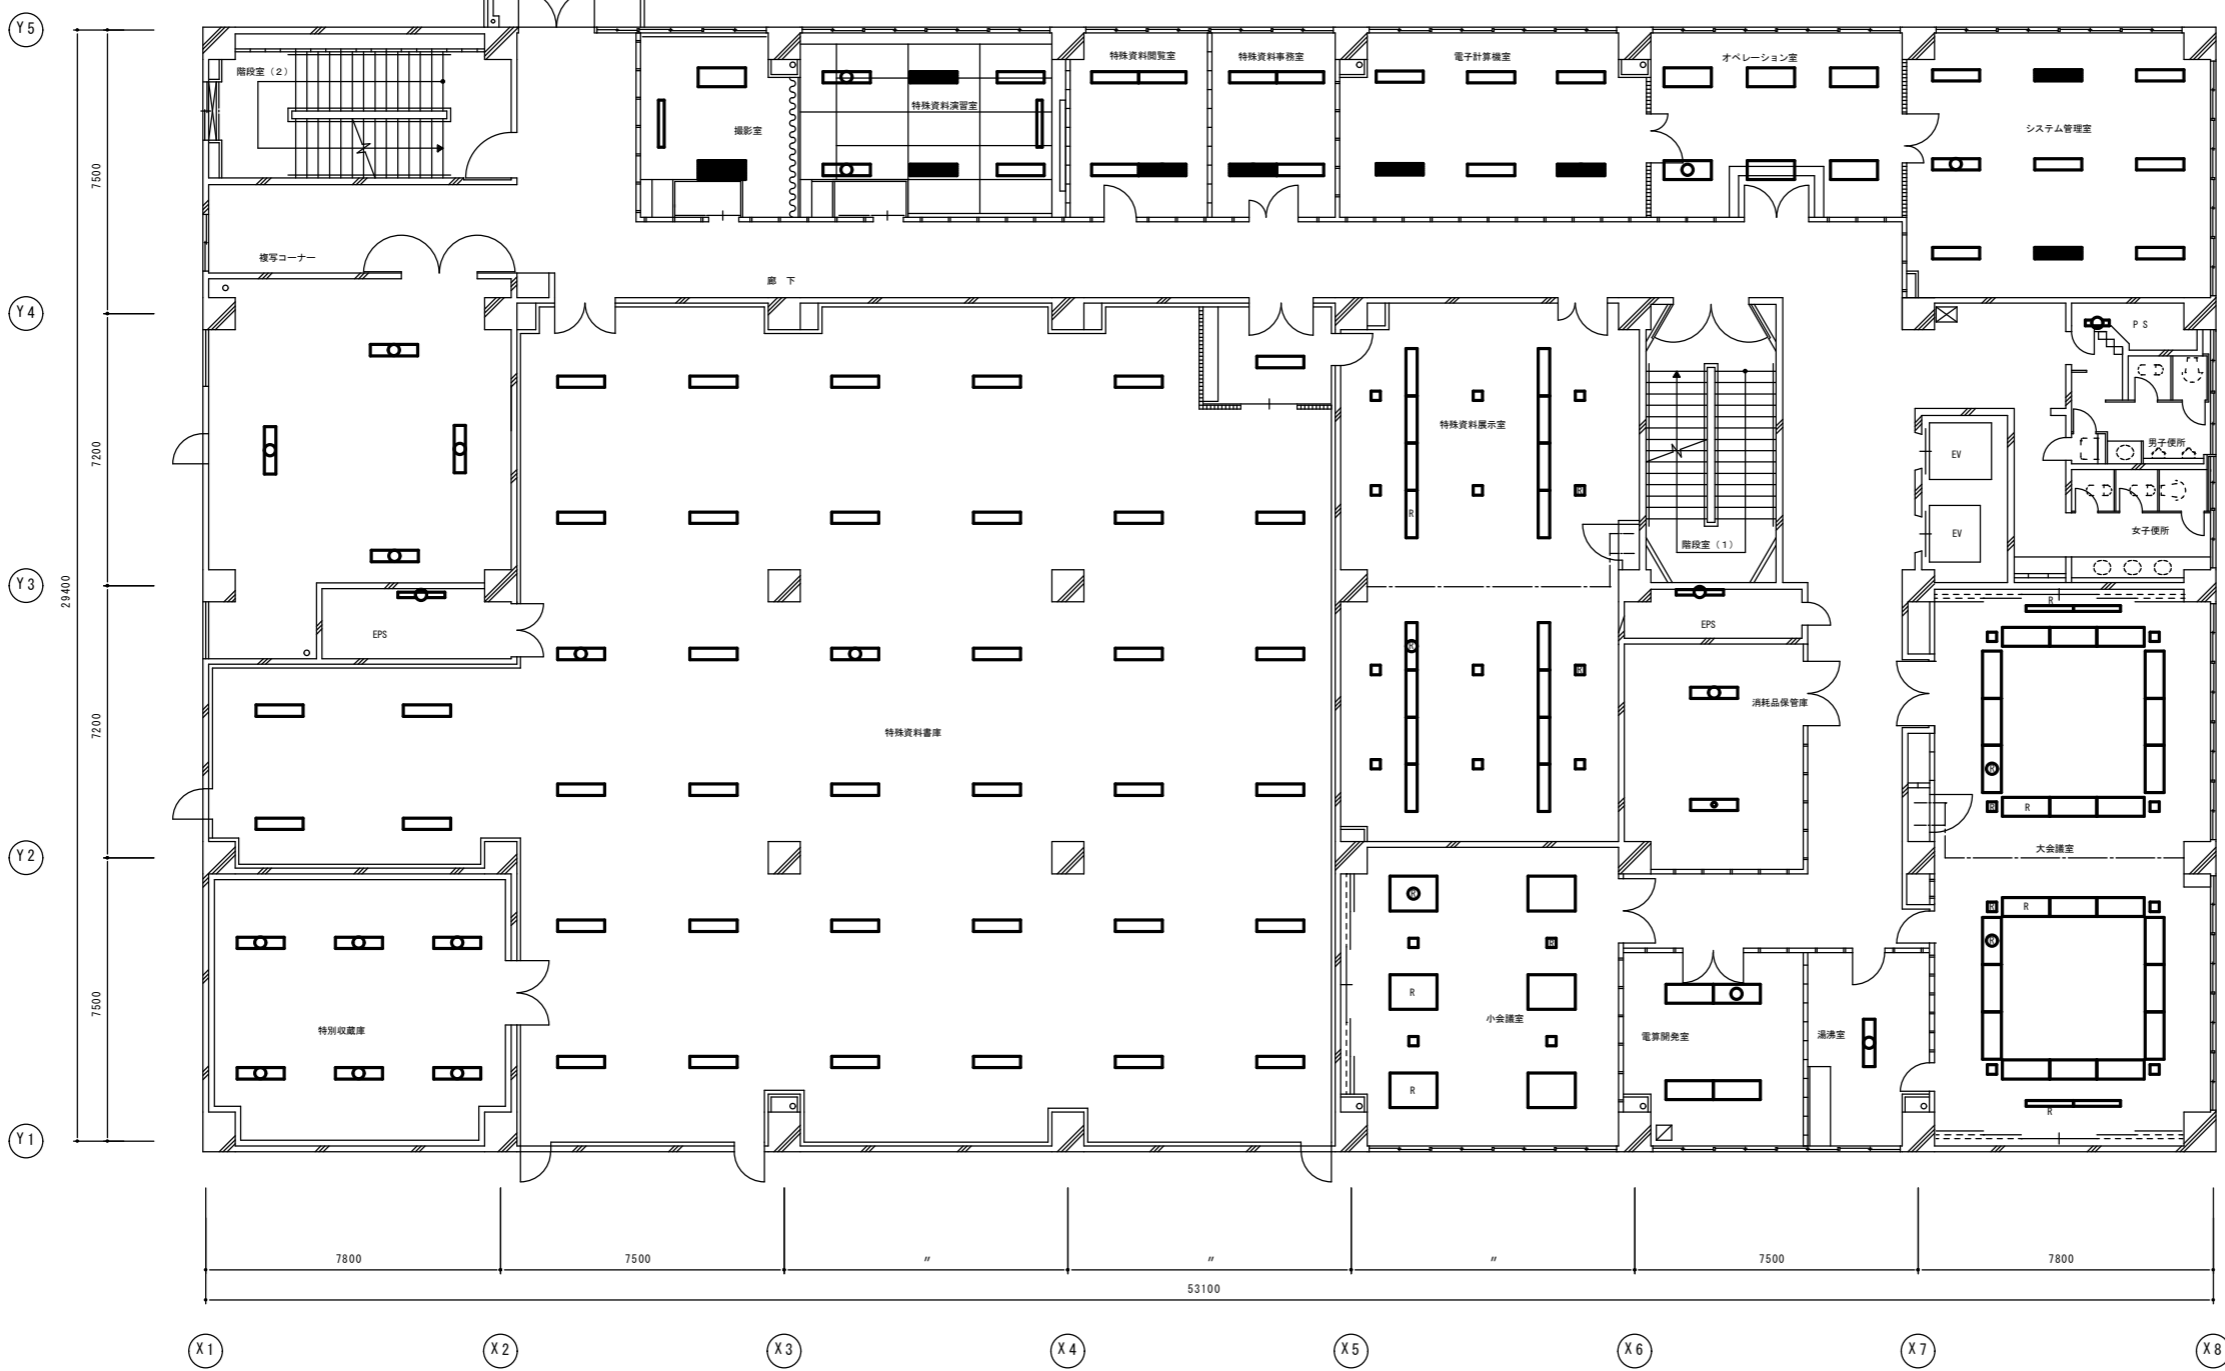 Y5
階段室（2）
撮影室
特殊資料演習室
特殊資料閲覧室
特殊資料事務室
電子計算機室
オペレーション室
システム管理室
7500
複写コーナー
廊 下
Y4
PS
7200
特殊資料展示室
R
R
EV
男子便所
EV
女子便所
階段室（1）
Y3
29400
EPS
EPS
R
R
R
消耗品保管庫
7200
特殊資料書庫
R
R
R
Y2
大会議室
R
R
R
R
R
R
7500
特別収蔵庫
小会議室
電算開発室
湯沸室
R
R
Y1
7800
7500
〃
〃
〃
7500
7800
53100
X1
X2
X3
X4
X5
X6
X7
X8